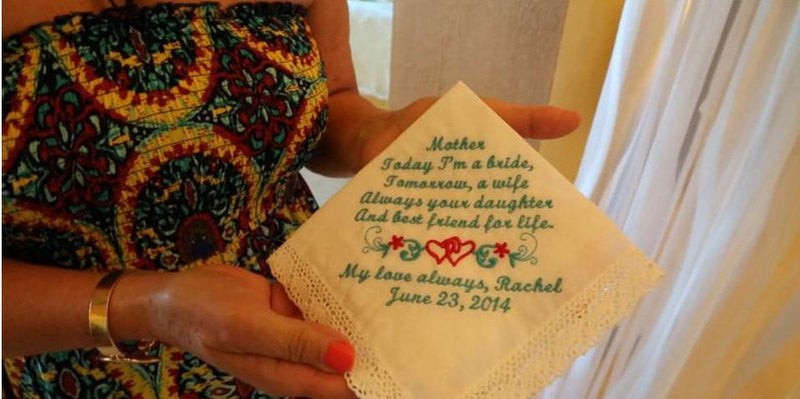 Mother
Today I'm a bride,
Tomorrow, a wife
Always your daughter
And best friend for life.
My love always, Rachel
June 23, 2014